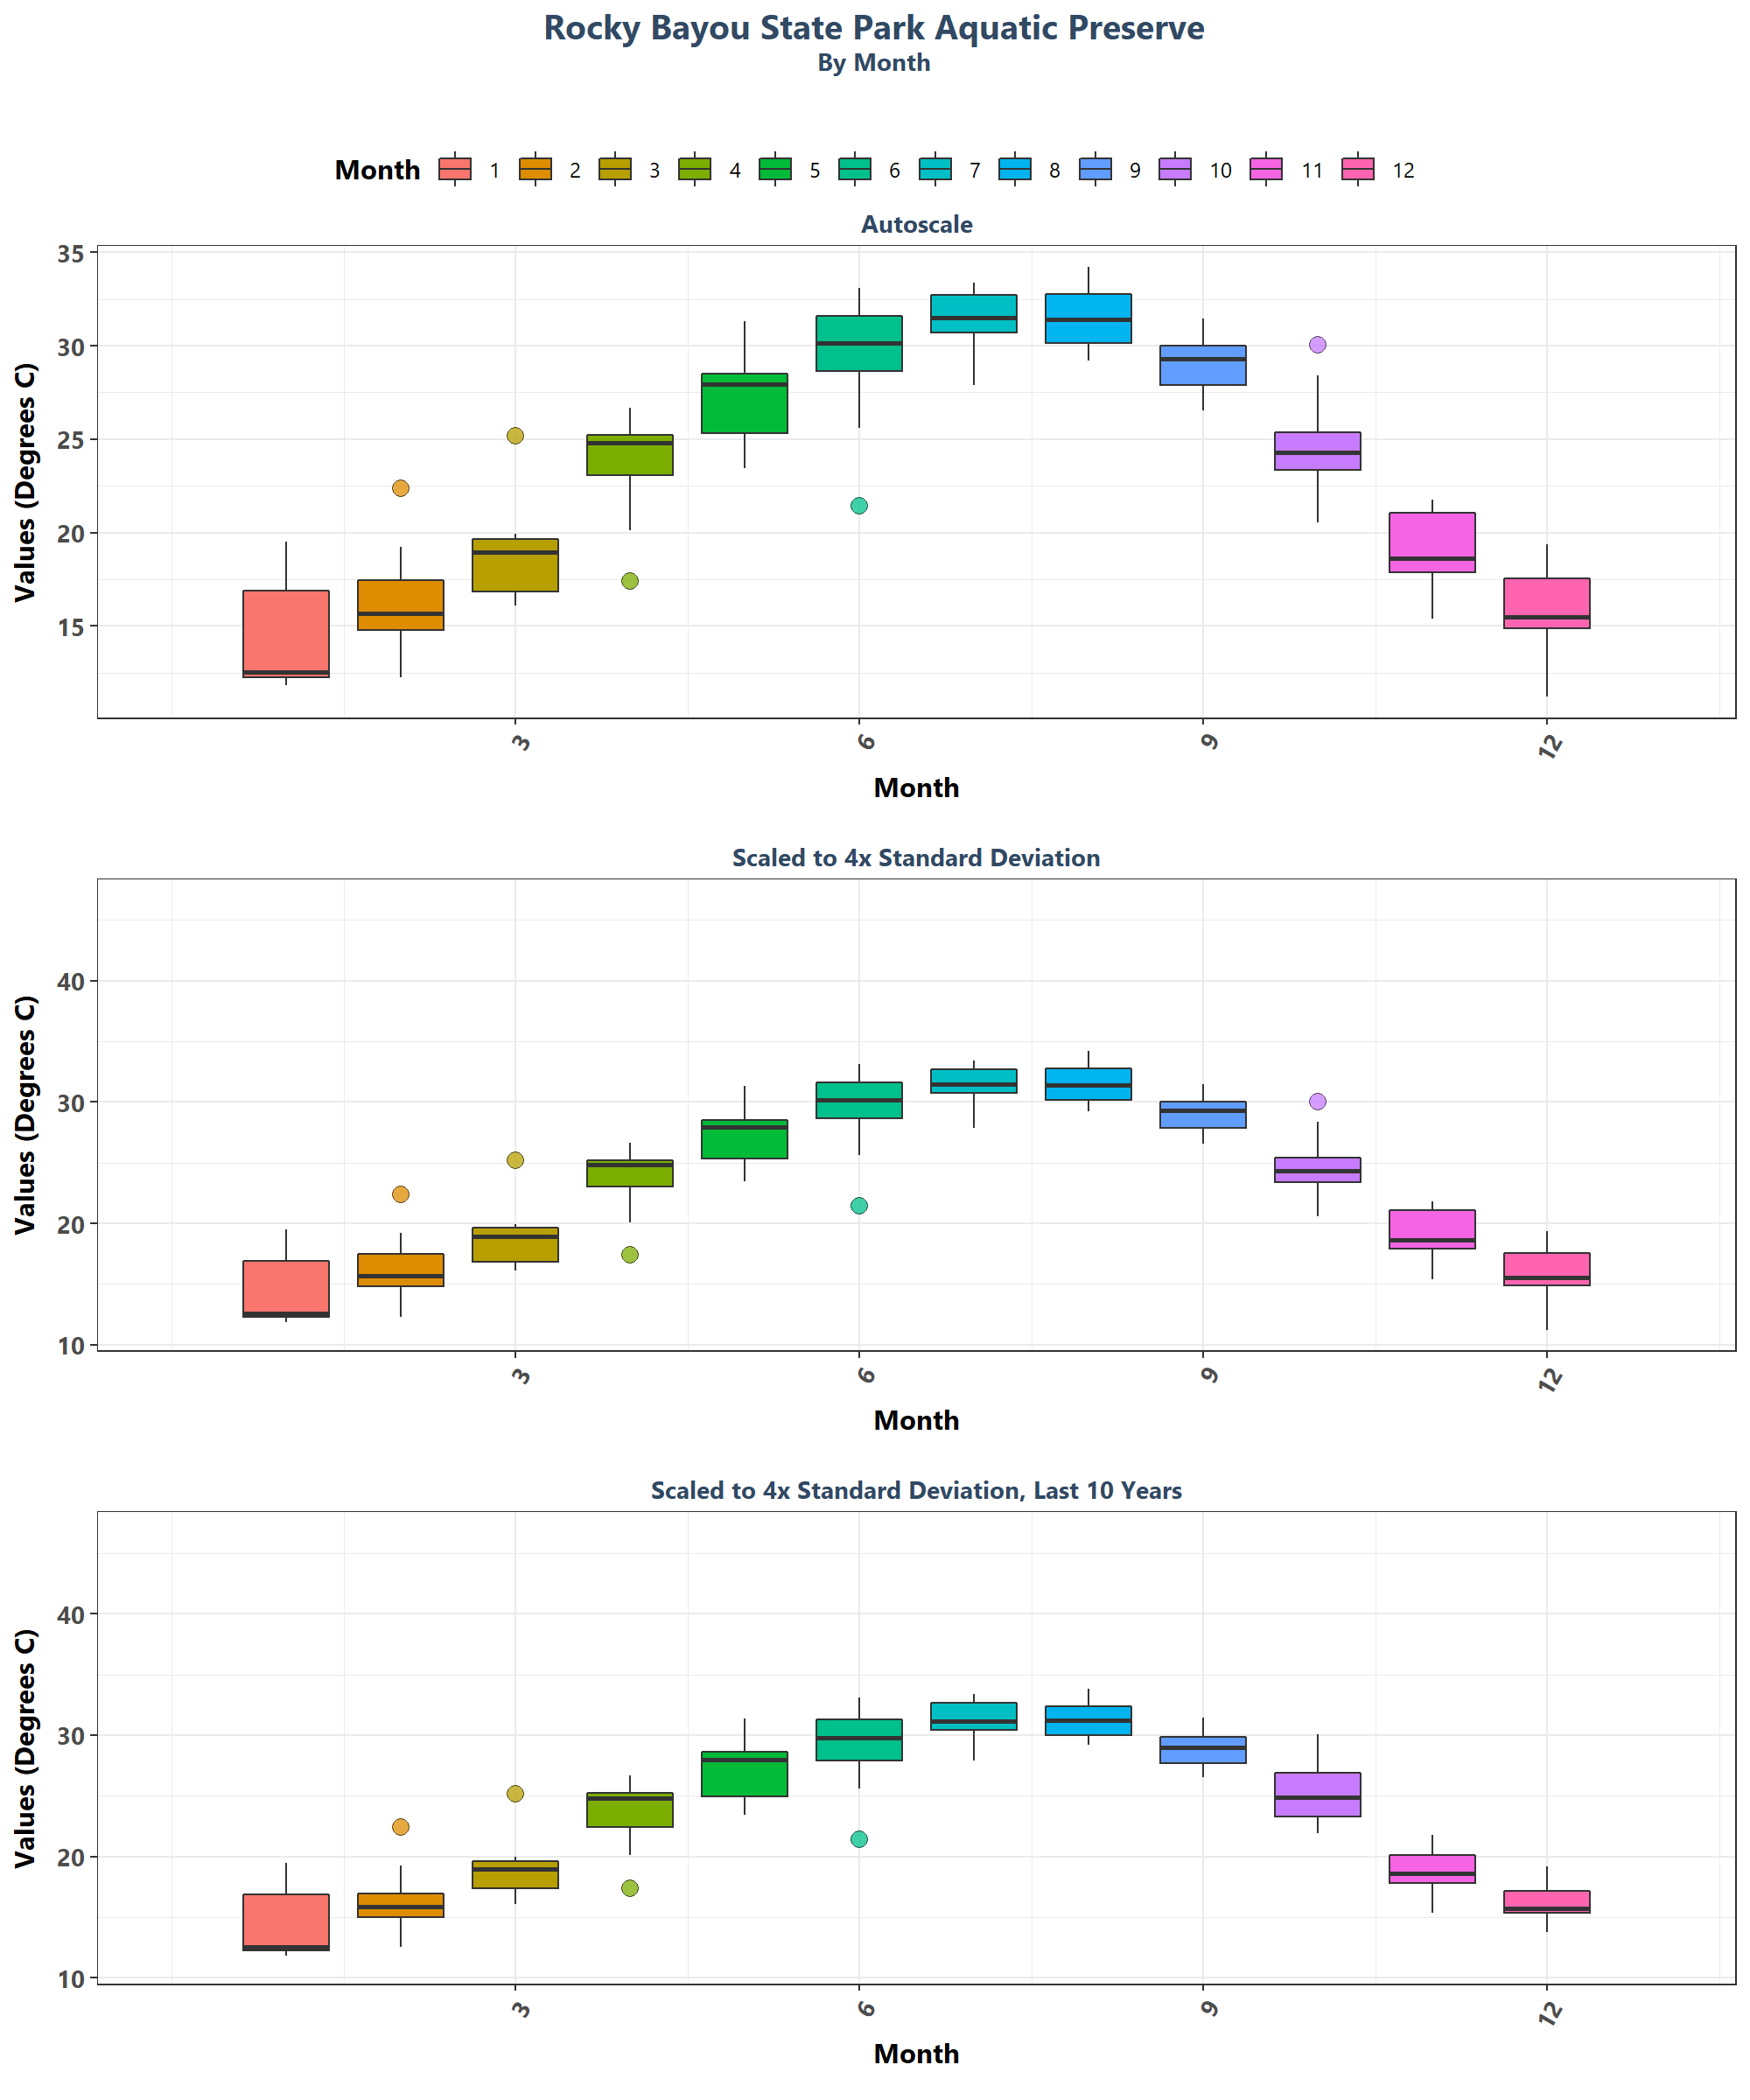 Rocky Bayou State Park Aquatic Preserve
By Month
Month 1 2 3 4 5 6 7 8 9 10 11 12
Autoscale
Values (Degrees C)
35
30
25
20
15
3 6 9 12
Month
Scaled to 4x Standard Deviation
Values (Degrees C)
40
30
20
10
3 6 9 12
Month
Scaled to 4x Standard Deviation, Last 10 Years
Values (Degrees C)
40
30
20
10
3 6 9 12
Month